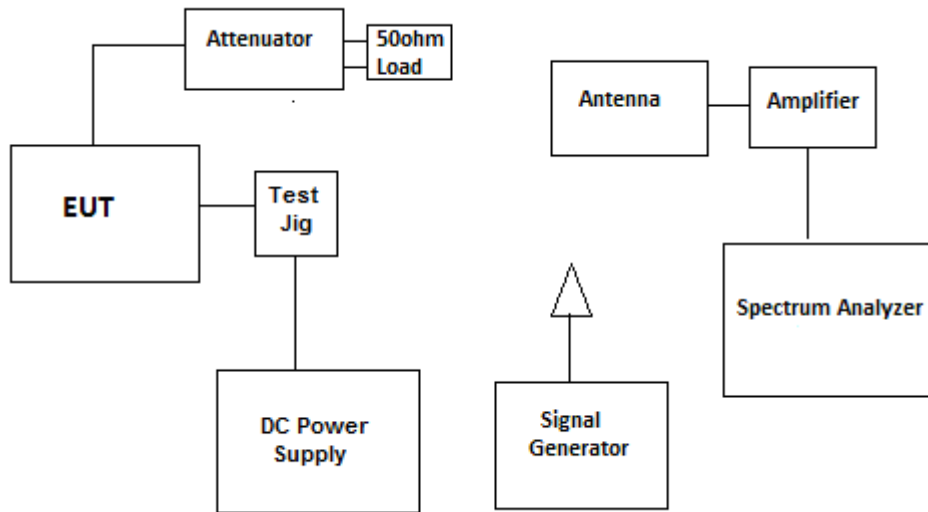 Attenuator
50ohm
Load
Antenna
Amplifier
EUT
Test
Jig
Spectrum Analyzer
DC Power
Supply
Signal
Generator